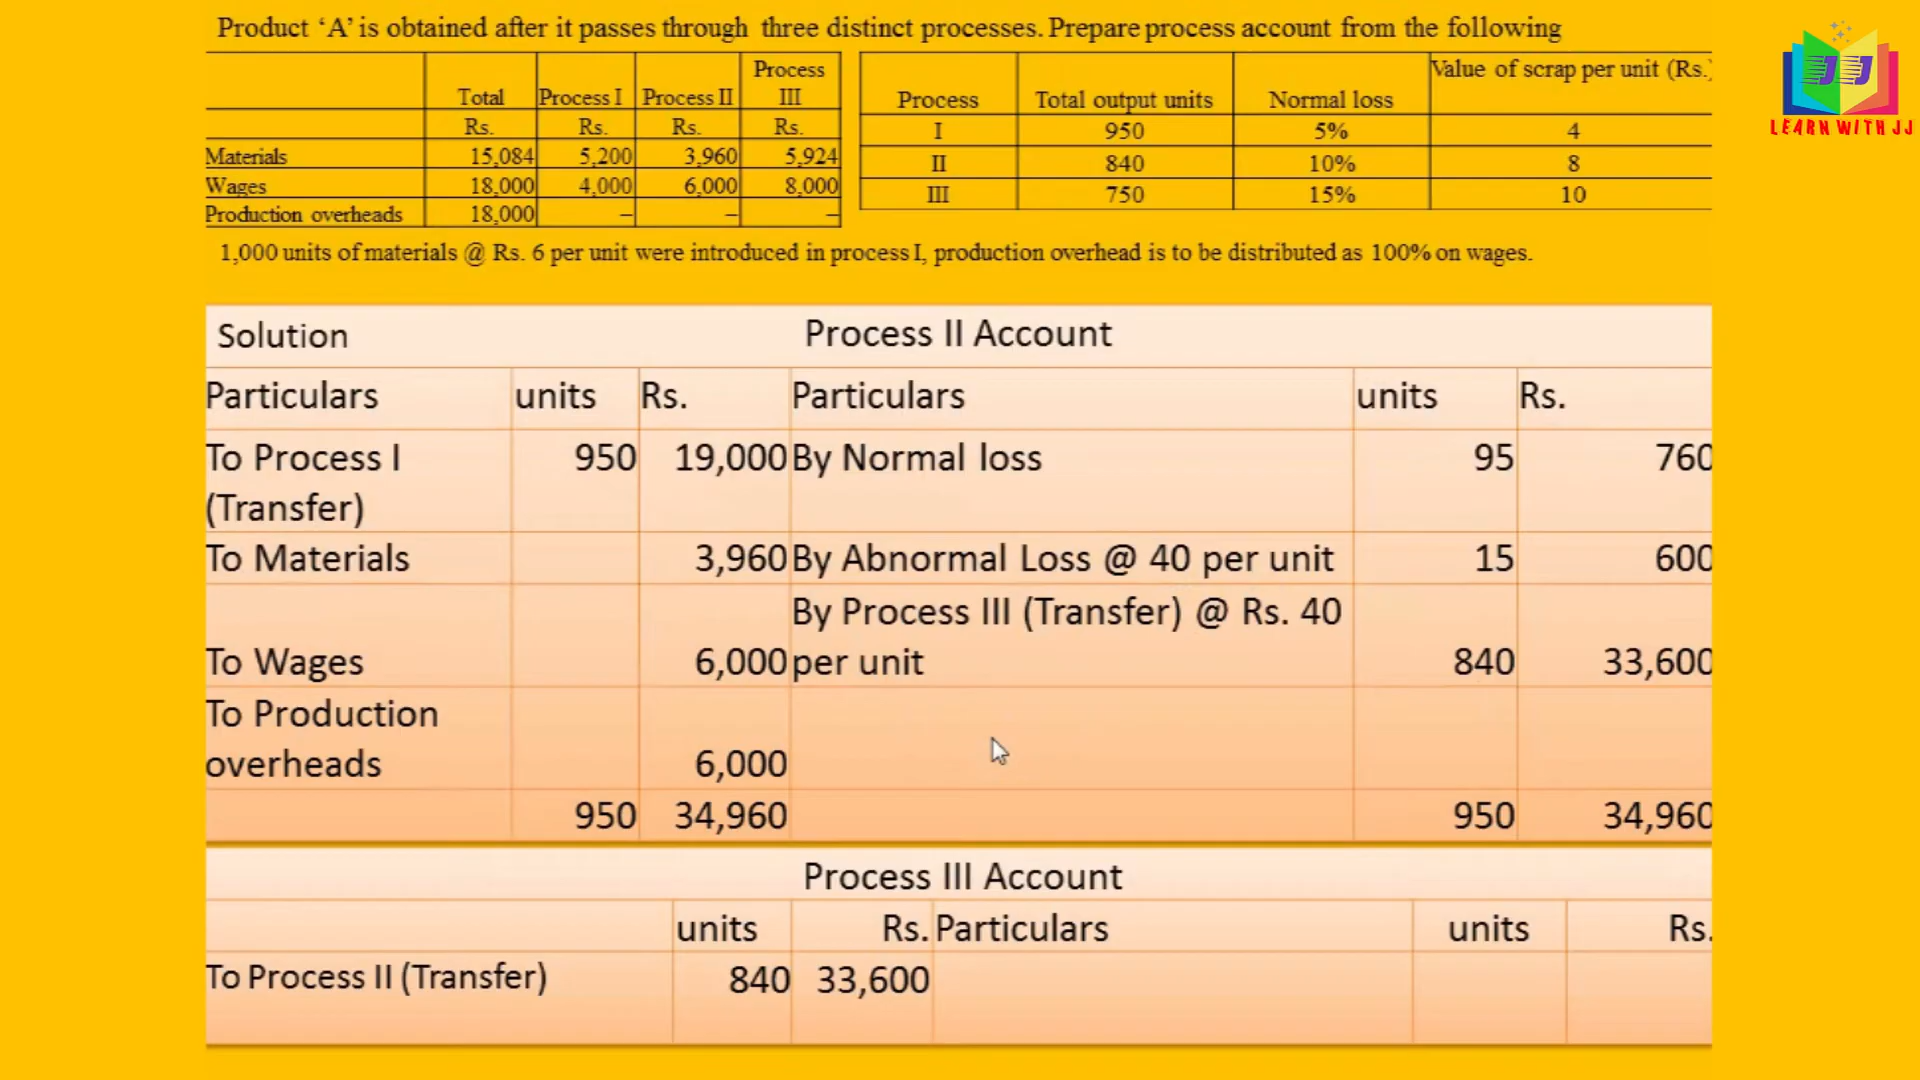 Product ‘A’ is obtained after it passes through three distinct processes. Prepare process account from the following
Total Process I Process II Process III
Rs. Rs. Rs. Rs.
Materials 15,084 5,200 3,960 5,924
Wages 18,000 4,000 6,000 8,000
Production overheads 18,000 – – –
Process Total output units Normal loss Value of scrap per unit (Rs.)
I 950 5% 4
II 840 10% 8
III 750 15% 10
LEARN WITH JJ
1,000 units of materials @ Rs. 6 per unit were introduced in process I, production overhead is to be distributed as 100% on wages.
Solution Process II Account
Particulars units Rs. Particulars units Rs.
To Process I (Transfer) 950 19,000 By Normal loss 95 760
To Materials 3,960 By Abnormal Loss @ 40 per unit 15 600
To Wages 6,000 By Process III (Transfer) @ Rs. 40 per unit 840 33,600
To Production overheads 6,000
950 34,960 950 34,960
Process III Account
units Rs. Particulars units Rs.
To Process II (Transfer) 840 33,600